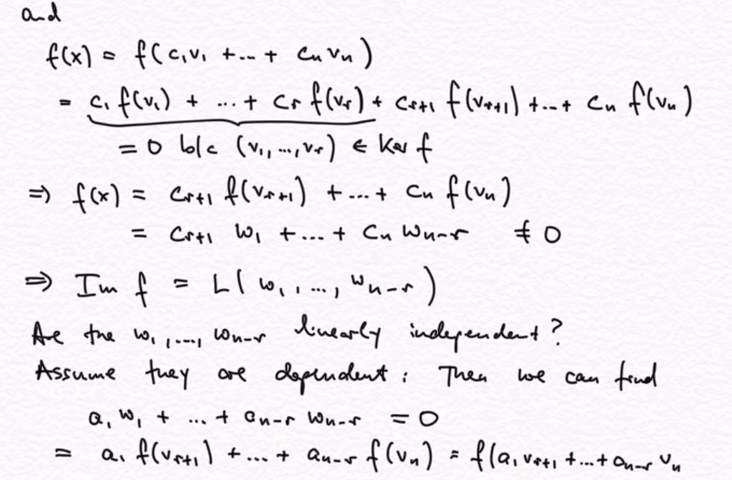 and
f(x) = f(c₁v₁ + ... + cₙvₙ)
= c₁ f(v₁) + ... + cᵣ f(vᵣ) + cᵣ₊₁ f(vᵣ₊₁) + ... + cₙ f(vₙ)
= 0 b/c (v₁, ..., vᵣ) ∈ Ker f
⇒ f(x) = cᵣ₊₁ f(vᵣ₊₁) + ... + cₙ f(vₙ)
= cᵣ₊₁ w₁ + ... + cₙ wₙ₋ᵣ ≠ 0
⇒ Im f = L( w₁, ..., wₙ₋ᵣ )
Are the w₁, ..., wₙ₋ᵣ linearly independent?
Assume they are dependent: Then we can find
a₁ w₁ + ... + aₙ₋ᵣ wₙ₋ᵣ = 0
= a₁ f(vᵣ₊₁) + ... + aₙ₋ᵣ f(vₙ) = f(a₁ vᵣ₊₁ + ... + aₙ₋ᵣ vₙ